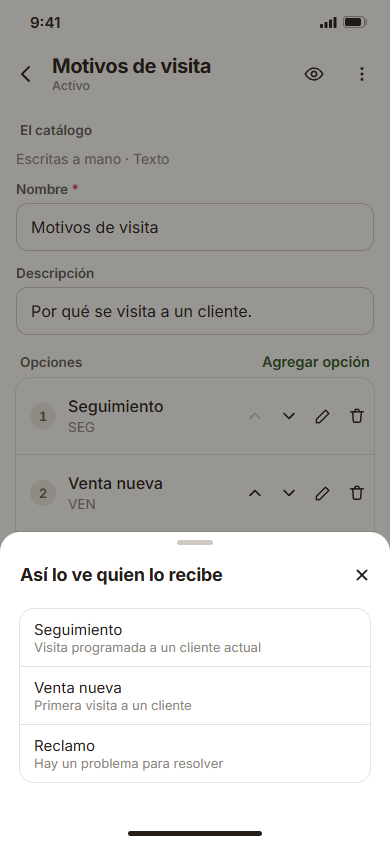 9:41
Motivos de visita
Activo
El catálogo
Escritas a mano · Texto
Nombre *
Motivos de visita
Descripción
Por qué se visita a un cliente.
Opciones
Agregar opción
1
Seguimiento
SEG
2
Venta nueva
VEN
Así lo ve quien lo recibe
Seguimiento
Visita programada a un cliente actual
Venta nueva
Primera visita a un cliente
Reclamo
Hay un problema para resolver